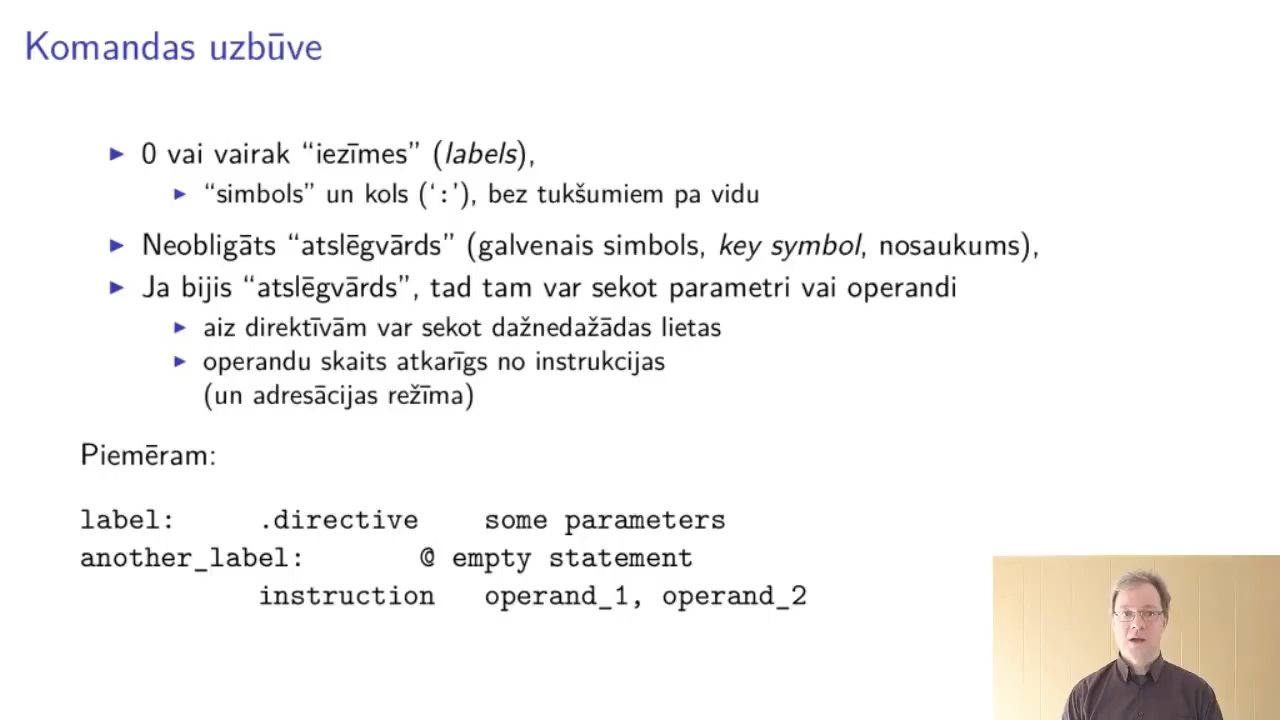 Komandas uzbūve
▶ 0 vai vairak “iezīmes” (labels),
▶ “simbols” un kols (‘:’), bez tukšumiem pa vidu
▶ Neobligāts “atslēgvārds” (galvenais simbols, key symbol, nosaukums),
▶ Ja bijis “atslēgvārds”, tad tam var sekot parametri vai operandi
▶ aiz direktīvām var sekot dažnedažādas lietas
▶ operandu skaits atkarīgs no instrukcijas
(un adresācijas režīma)
Piemēram:
label: .directive some parameters
another_label: @ empty statement
instruction operand_1, operand_2